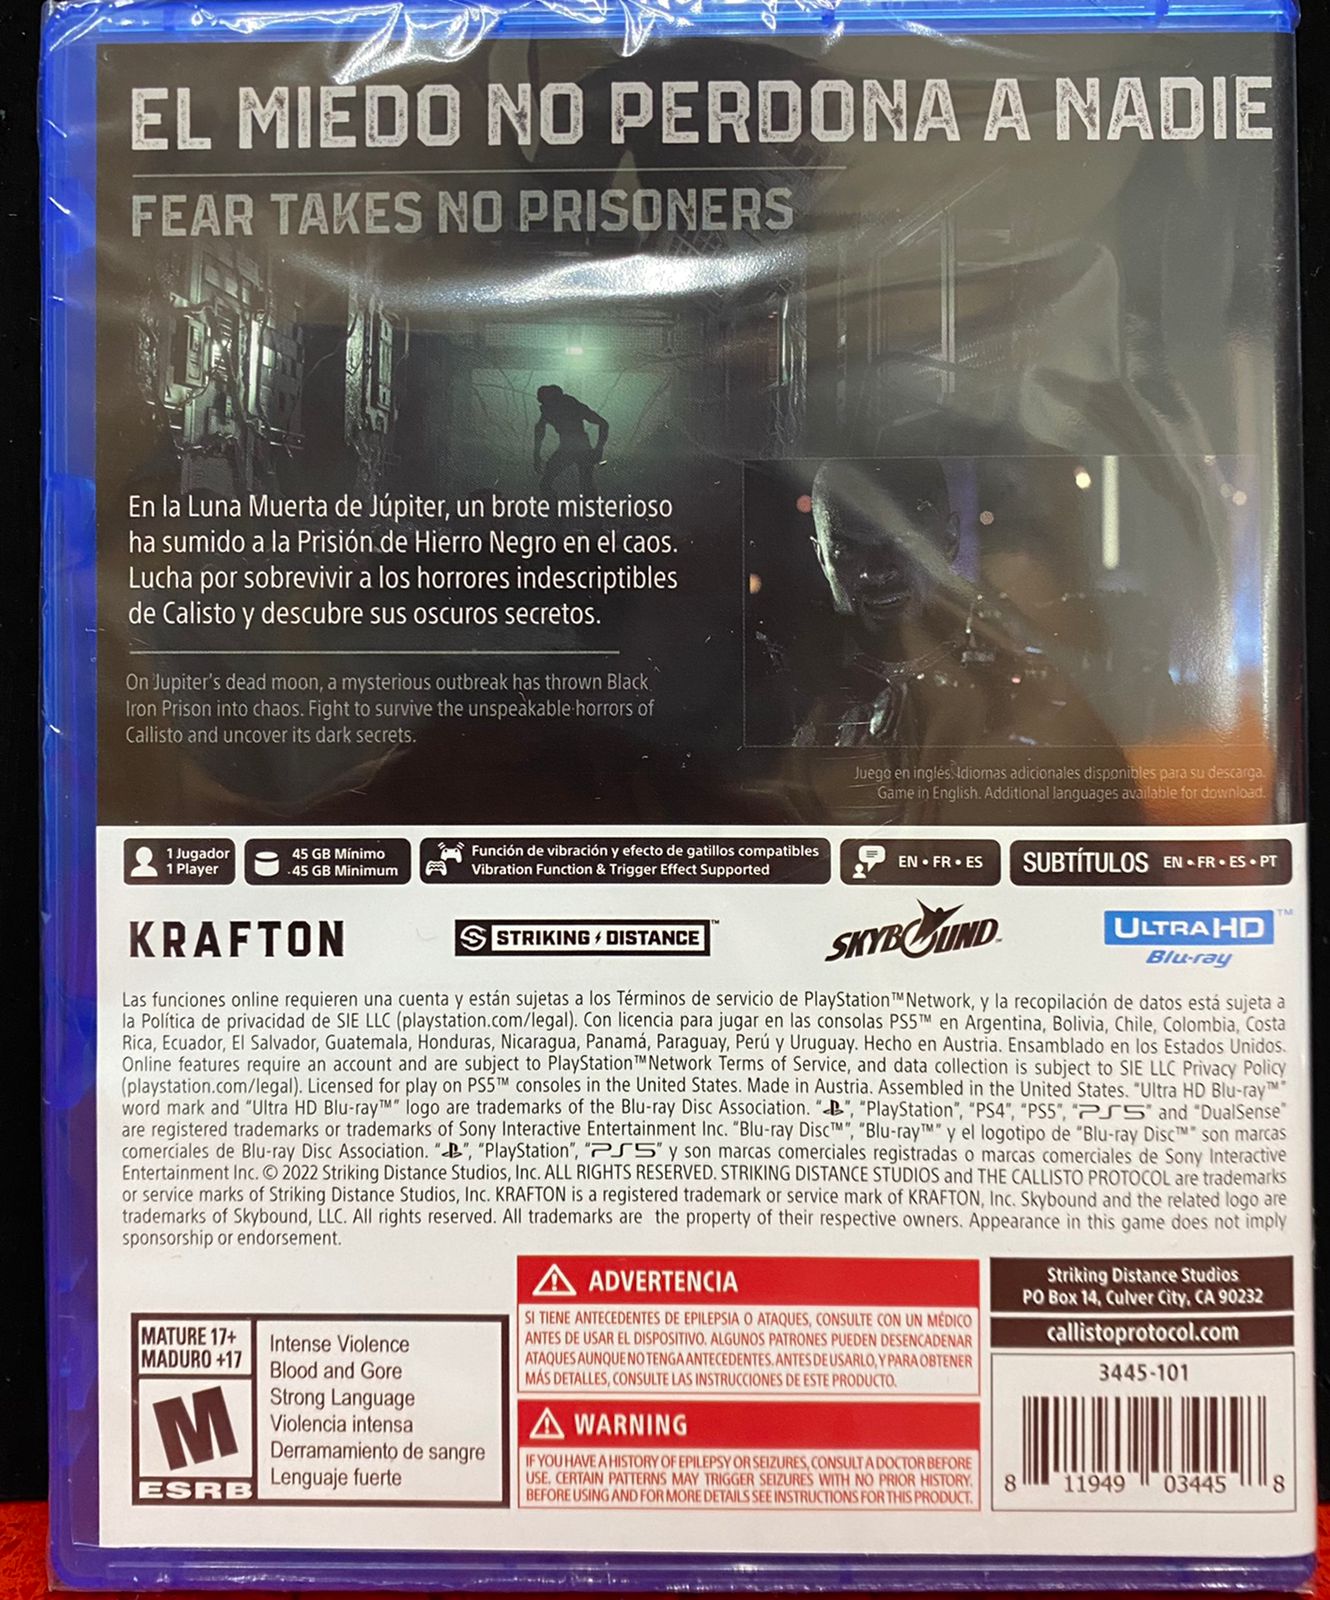 EL MIEDO NO PERDONA A NADIE
FEAR TAKES NO PRISONERS
En la Luna Muerta de Júpiter, un brote misterioso
ha sumido a la Prisión de Hierro Negro en el caos.
Lucha por sobrevivir a los horrores indescriptibles
de Calisto y descubre sus oscuros secretos.
On Jupiter's dead moon, a mysterious outbreak has thrown Black
Iron Prison into chaos. Fight to survive the unspeakable horrors of
Callisto and uncover its dark secrets.
Juego en inglés. Idiomas adicionales disponibles para su descarga.
Game in English. Additional languages available for download.
1 Jugador
1 Player
45 GB Mínimo
45 GB Minimum
Función de vibración y efecto de gatillos compatibles
Vibration Function & Trigger Effect Supported
EN • FR • ES
SUBTÍTULOS EN • FR • ES • PT
KRAFTON
STRIKING DISTANCE™
SKYBOUND
ULTRA HD™
Blu-ray
Las funciones online requieren una cuenta y están sujetas a los Términos de servicio de PlayStation™Network, y la recopilación de datos está sujeta a
la Política de privacidad de SIE LLC (playstation.com/legal). Con licencia para jugar en las consolas PS5™ en Argentina, Bolivia, Chile, Colombia, Costa
Rica, Ecuador, El Salvador, Guatemala, Honduras, Nicaragua, Panamá, Paraguay, Perú y Uruguay. Hecho en Austria. Ensamblado en los Estados Unidos.
Online features require an account and are subject to PlayStation™Network Terms of Service, and data collection is subject to SIE LLC Privacy Policy
(playstation.com/legal). Licensed for play on PS5™ consoles in the United States. Made in Austria. Assembled in the United States. "Ultra HD Blu-ray™"
word mark and "Ultra HD Blu-ray™" logo are trademarks of the Blu-ray Disc Association. "", "PlayStation", "PS4", "PS5", "PS5" and "DualSense"
are registered trademarks or trademarks of Sony Interactive Entertainment Inc. "Blu-ray Disc™", "Blu-ray™" y el logotipo de "Blu-ray Disc™" son marcas
comerciales de Blu-ray Disc Association. "", "PlayStation", "PS5" y son marcas comerciales registradas o marcas comerciales de Sony Interactive
Entertainment Inc. © 2022 Striking Distance Studios, Inc. ALL RIGHTS RESERVED. STRIKING DISTANCE STUDIOS and THE CALLISTO PROTOCOL are trademarks
or service marks of Striking Distance Studios, Inc. KRAFTON is a registered trademark or service mark of KRAFTON, Inc. Skybound and the related logo are
trademarks of Skybound, LLC. All rights reserved. All trademarks are the property of their respective owners. Appearance in this game does not imply
sponsorship or endorsement.
MATURE 17+
MADURO +17
M
ESRB
Intense Violence
Blood and Gore
Strong Language
Violencia intensa
Derramamiento de sangre
Lenguaje fuerte
ADVERTENCIA
SI TIENE ANTECEDENTES DE EPILEPSIA O ATAQUES, CONSULTE CON UN MÉDICO
ANTES DE USAR EL DISPOSITIVO. ALGUNOS PATRONES PUEDEN DESENCADENAR
ATAQUES AUNQUE NO TENGA ANTECEDENTES. ANTES DE USARLO, Y PARA OBTENER
MÁS DETALLES, CONSULTE LAS INSTRUCCIONES DE ESTE PRODUCTO.
WARNING
IF YOU HAVE A HISTORY OF EPILEPSY OR SEIZURES, CONSULT A DOCTOR BEFORE
USE. CERTAIN PATTERNS MAY TRIGGER SEIZURES WITH NO PRIOR HISTORY.
BEFORE USING AND FOR MORE DETAILS SEE INSTRUCTIONS FOR THIS PRODUCT.
Striking Distance Studios
PO Box 14, Culver City, CA 90232
callistoprotocol.com
3445-101
8 11949 03445 8